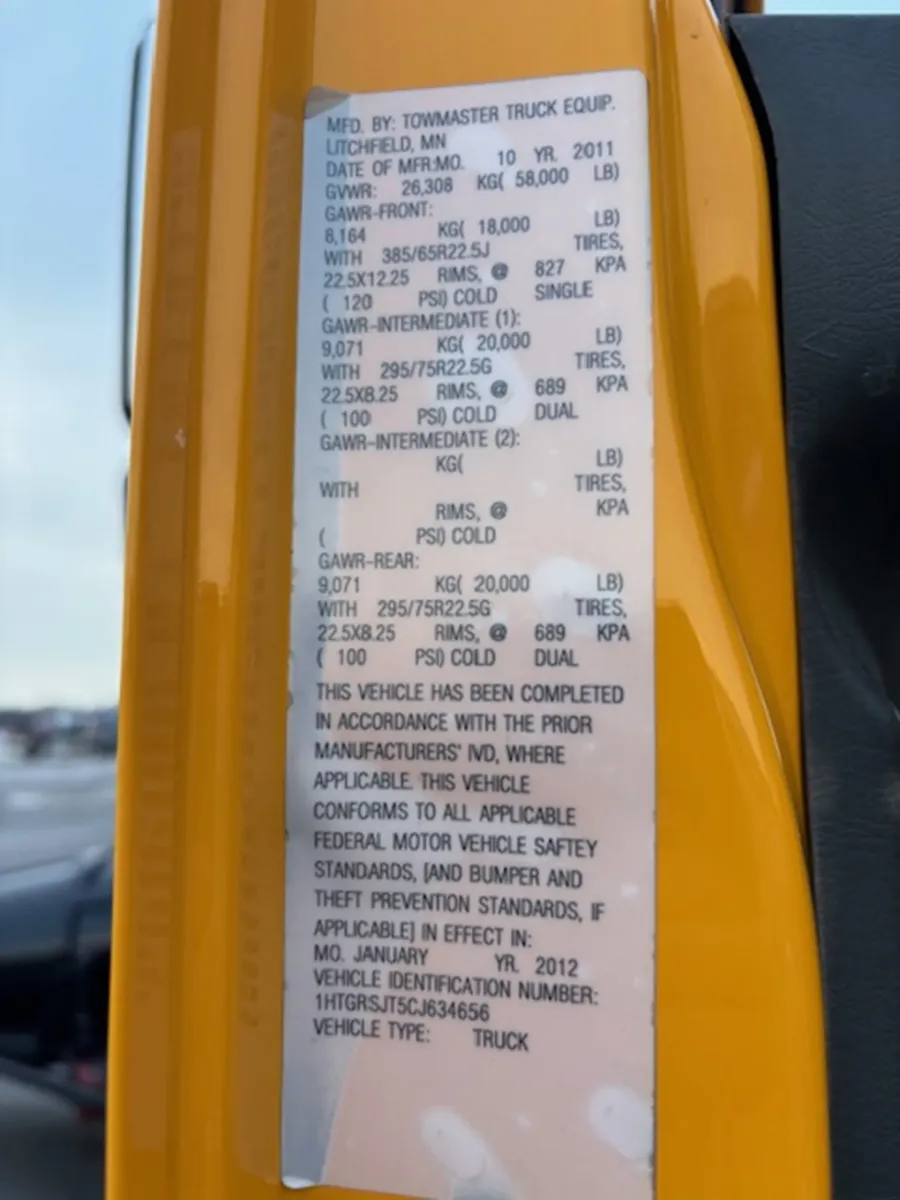 MFD. BY: TOWMASTER TRUCK EQUIP.
LITCHFIELD, MN
DATE OF MFR:MO. 10 YR. 2011
GVWR: 26,308 KG( 58,000 LB)
GAWR-FRONT:
8,164 KG( 18,000 LB)
WITH 385/65R22.5J TIRES,
22.5X12.25 RIMS, @ 827 KPA
( 120 PSI) COLD SINGLE
GAWR-INTERMEDIATE (1):
9,071 KG( 20,000 LB)
WITH 295/75R22.5G TIRES,
22.5X8.25 RIMS, @ 689 KPA
( 100 PSI) COLD DUAL
GAWR-INTERMEDIATE (2):
KG( LB)
WITH TIRES,
RIMS, @ KPA
( PSI) COLD
GAWR-REAR:
9,071 KG( 20,000 LB)
WITH 295/75R22.5G TIRES,
22.5X8.25 RIMS, @ 689 KPA
( 100 PSI) COLD DUAL
THIS VEHICLE HAS BEEN COMPLETED
IN ACCORDANCE WITH THE PRIOR
MANUFACTURERS' IVD, WHERE
APPLICABLE. THIS VEHICLE
CONFORMS TO ALL APPLICABLE
FEDERAL MOTOR VEHICLE SAFTEY
STANDARDS, [AND BUMPER AND
THEFT PREVENTION STANDARDS, IF
APPLICABLE] IN EFFECT IN:
MO. JANUARY YR. 2012
VEHICLE IDENTIFICATION NUMBER:
1HTGRSJT5CJ634656
VEHICLE TYPE: TRUCK